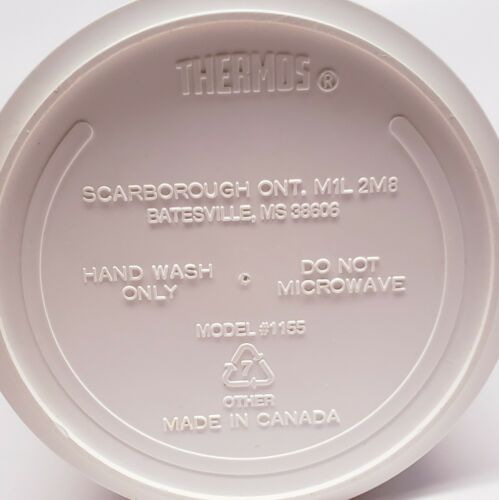 THERMOS®
SCARBOROUGH ONT. M1L 2M8
BATESVILLE, MS 38606
HAND WASH
ONLY
DO NOT
MICROWAVE
MODEL #1155
7
OTHER
MADE IN CANADA